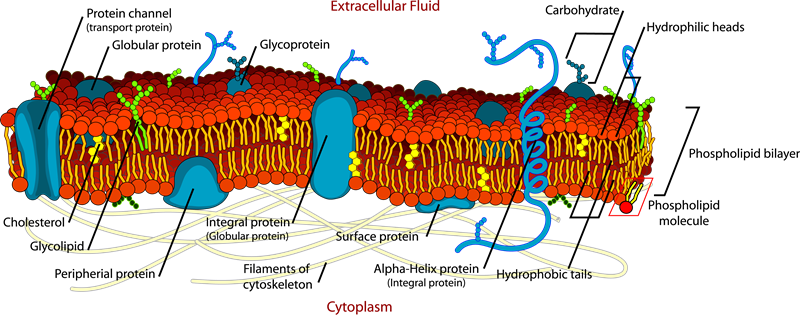 Extracellular Fluid
Protein channel
(transport protein)
Globular protein
Glycoprotein
Carbohydrate
Hydrophilic heads
Phospholipid bilayer
Phospholipid
molecule
Cholesterol
Glycolipid
Peripherial protein
Integral protein
(Globular protein)
Filaments of
cytoskeleton
Surface protein
Alpha-Helix protein
(Integral protein)
Hydrophobic tails
Cytoplasm